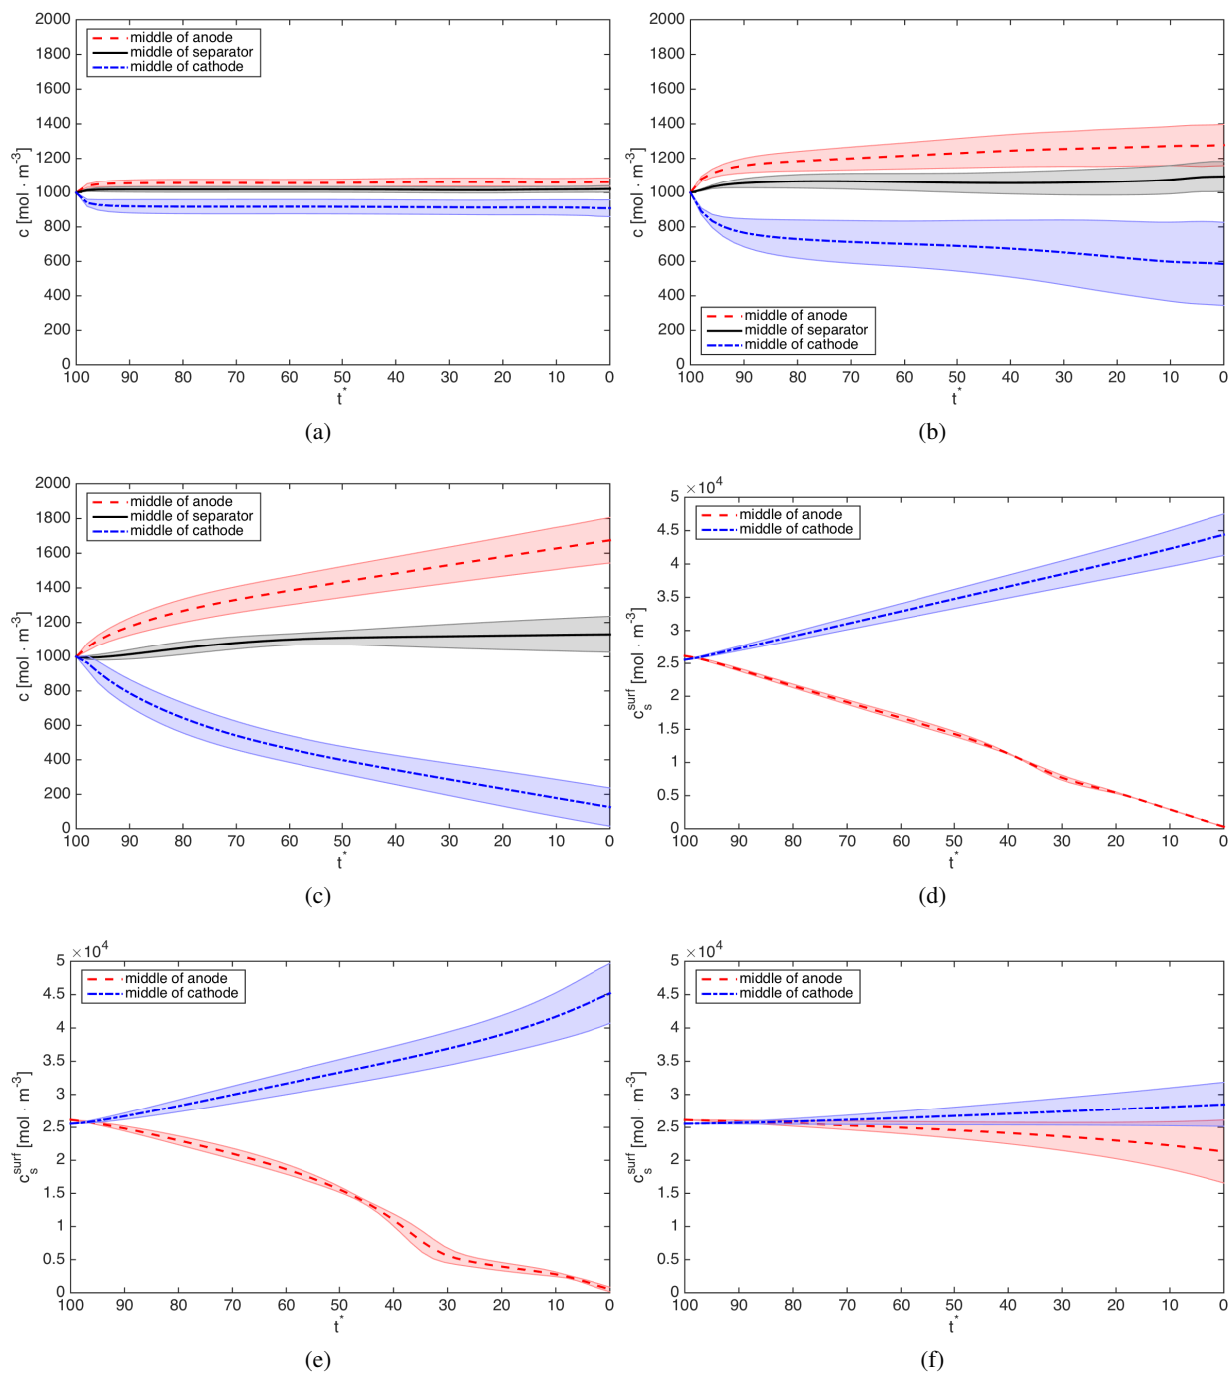 2000
1800
1600
1400
1200
1000
800
600
400
200
0
c [mol · m⁻³]
middle of anode
middle of separator
middle of cathode
100 90 80 70 60 50 40 30 20 10 0
t*
(a)
2000
1800
1600
1400
1200
1000
800
600
400
200
0
c [mol · m⁻³]
middle of anode
middle of separator
middle of cathode
100 90 80 70 60 50 40 30 20 10 0
t*
(b)
2000
1800
1600
1400
1200
1000
800
600
400
200
0
c [mol · m⁻³]
middle of anode
middle of separator
middle of cathode
100 90 80 70 60 50 40 30 20 10 0
t*
(c)
×10⁴
5
4.5
4
3.5
3
2.5
2
1.5
1
0.5
0
c_s^surf [mol · m⁻³]
middle of anode
middle of cathode
100 90 80 70 60 50 40 30 20 10 0
t*
(d)
×10⁴
5
4.5
4
3.5
3
2.5
2
1.5
1
0.5
0
c_s^surf [mol · m⁻³]
middle of anode
middle of cathode
100 90 80 70 60 50 40 30 20 10 0
t*
(e)
×10⁴
5
4.5
4
3.5
3
2.5
2
1.5
1
0.5
0
c_s^surf [mol · m⁻³]
middle of anode
middle of cathode
100 90 80 70 60 50 40 30 20 10 0
t*
(f)